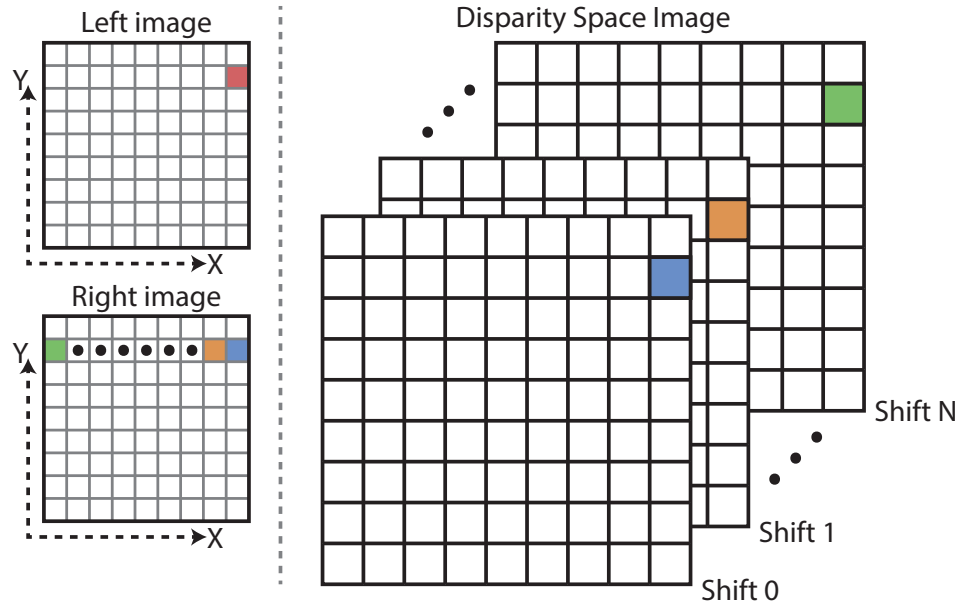 Left image
Y
X
Right image
Y
X
Disparity Space Image
Shift N
Shift 1
Shift 0